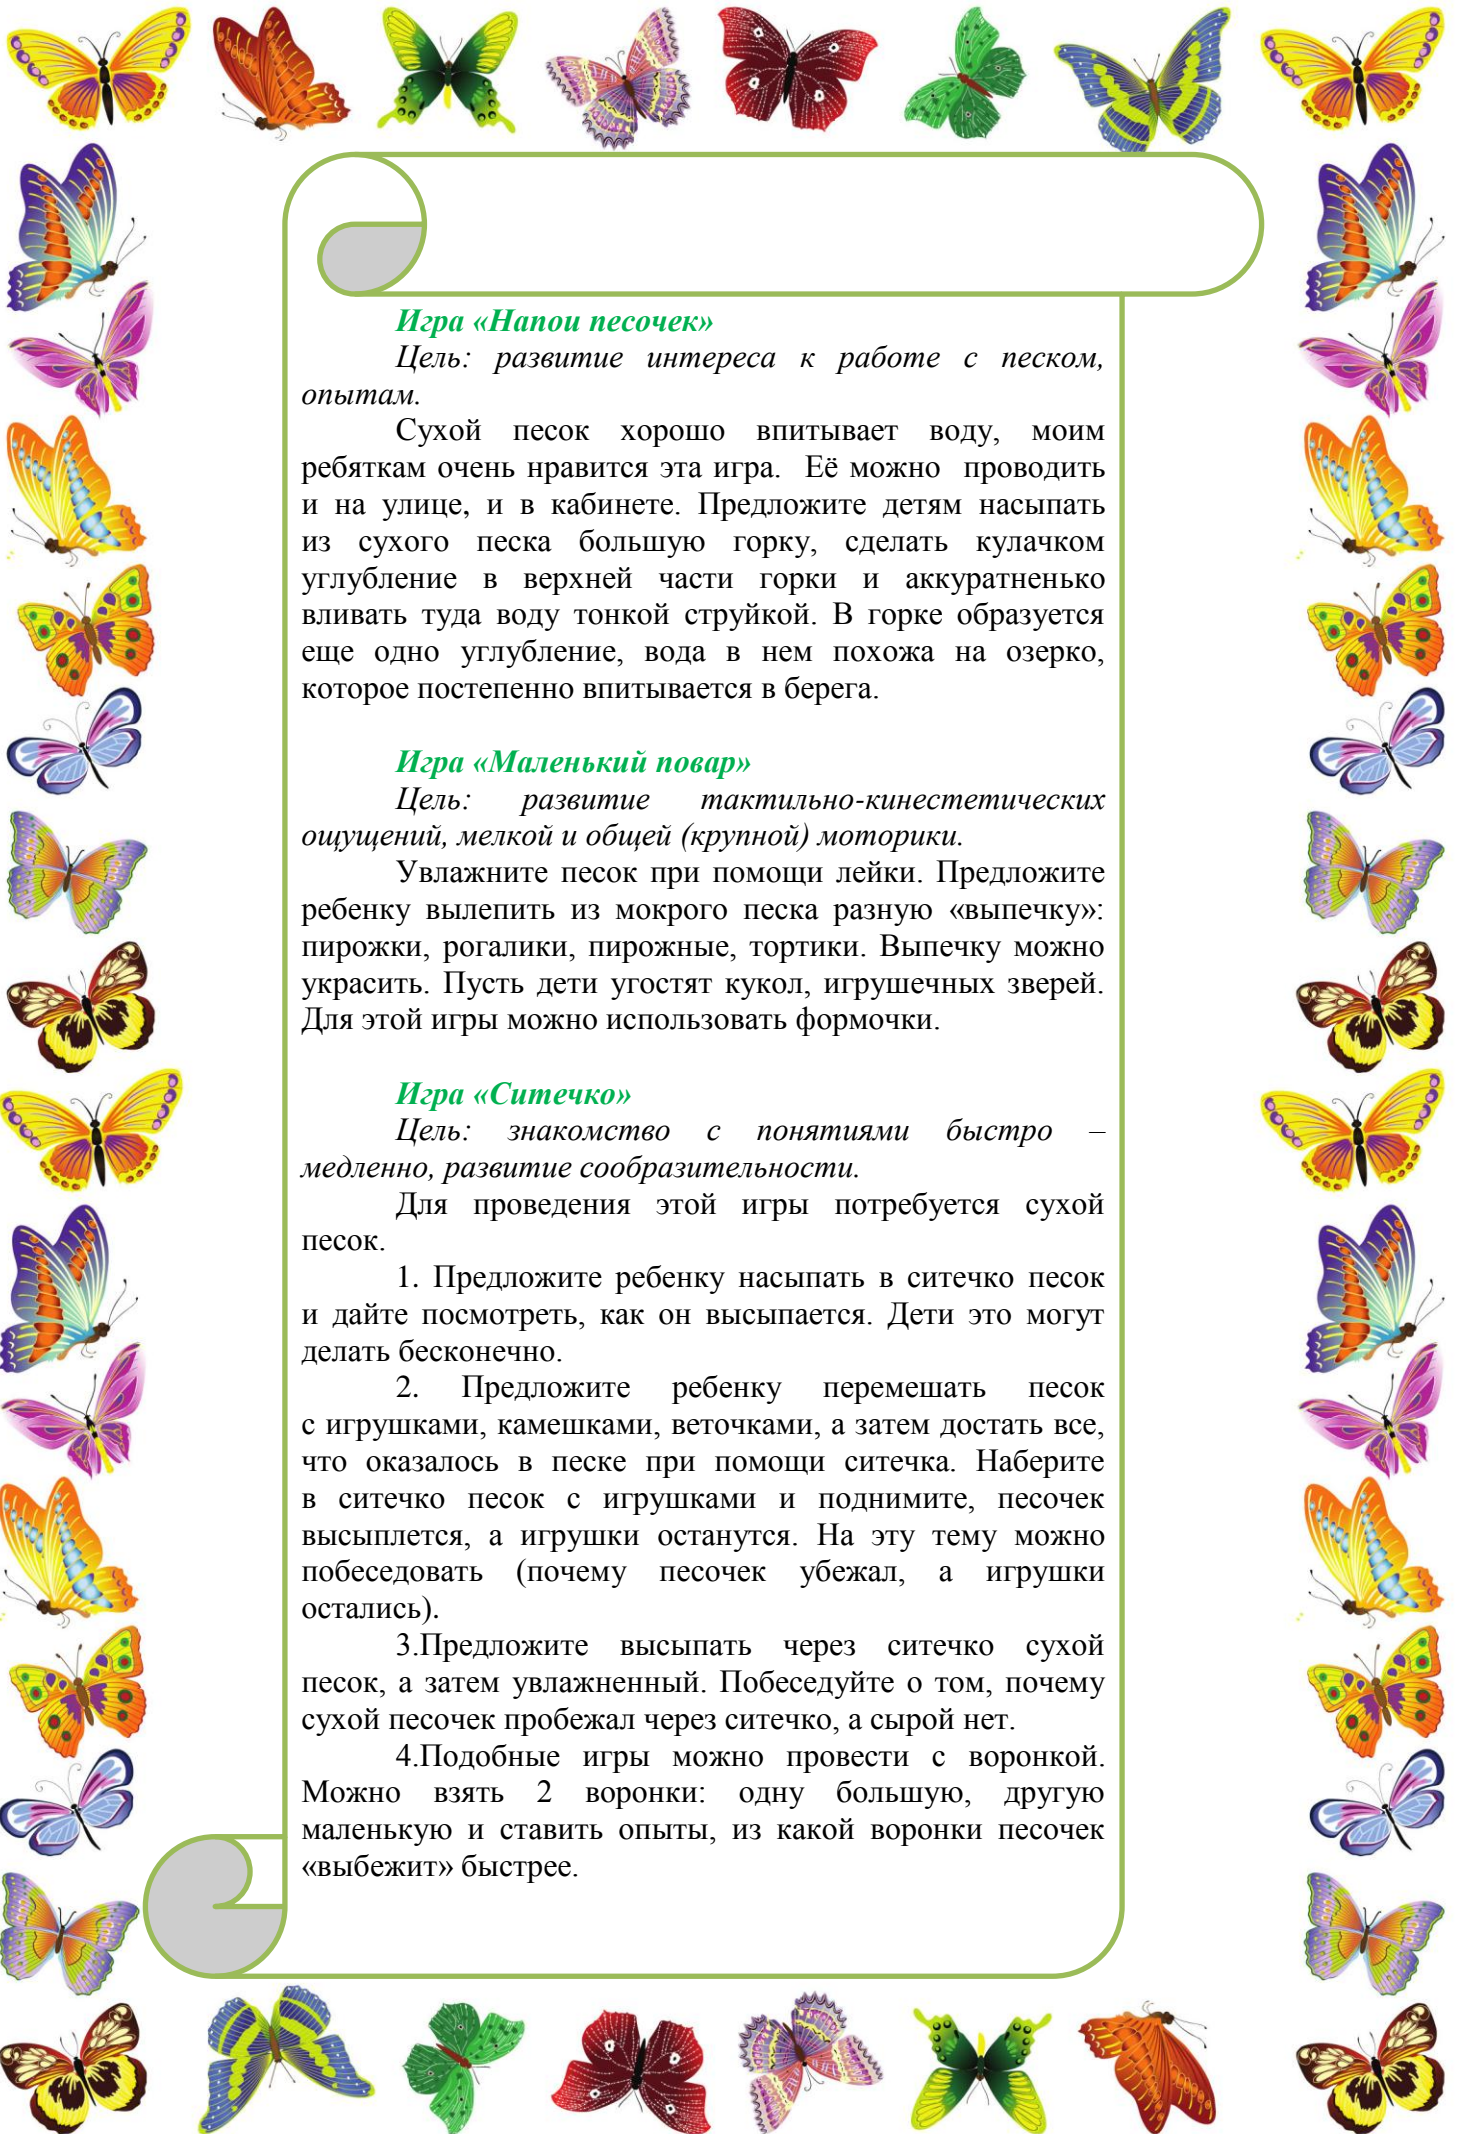 Игра «Напои песочек»
Цель: развитие интереса к работе с песком,
опытам.
Сухой песок хорошо впитывает воду, моим
ребяткам очень нравится эта игра. Её можно проводить
и на улице, и в кабинете. Предложите детям насыпать
из сухого песка большую горку, сделать кулачком
углубление в верхней части горки и аккуратненько
вливать туда воду тонкой струйкой. В горке образуется
еще одно углубление, вода в нем похожа на озерко,
которое постепенно впитывается в берега.
Игра «Маленький повар»
Цель: развитие тактильно-кинестетических
ощущений, мелкой и общей (крупной) моторики.
Увлажните песок при помощи лейки. Предложите
ребенку вылепить из мокрого песка разную «выпечку»:
пирожки, рогалики, пирожные, тортики. Выпечку можно
украсить. Пусть дети угостят кукол, игрушечных зверей.
Для этой игры можно использовать формочки.
Игра «Ситечко»
Цель: знакомство с понятиями быстро –
медленно, развитие сообразительности.
Для проведения этой игры потребуется сухой
песок.
1. Предложите ребенку насыпать в ситечко песок
и дайте посмотреть, как он высыпается. Дети это могут
делать бесконечно.
2. Предложите ребенку перемешать песок
с игрушками, камешками, веточками, а затем достать все,
что оказалось в песке при помощи ситечка. Наберите
в ситечко песок с игрушками и поднимите, песочек
высыплется, а игрушки останутся. На эту тему можно
побеседовать (почему песочек убежал, а игрушки
остались).
3.Предложите высыпать через ситечко сухой
песок, а затем увлажненный. Побеседуйте о том, почему
сухой песочек пробежал через ситечко, а сырой нет.
4.Подобные игры можно провести с воронкой.
Можно взять 2 воронки: одну большую, другую
маленькую и ставить опыты, из какой воронки песочек
«выбежит» быстрее.